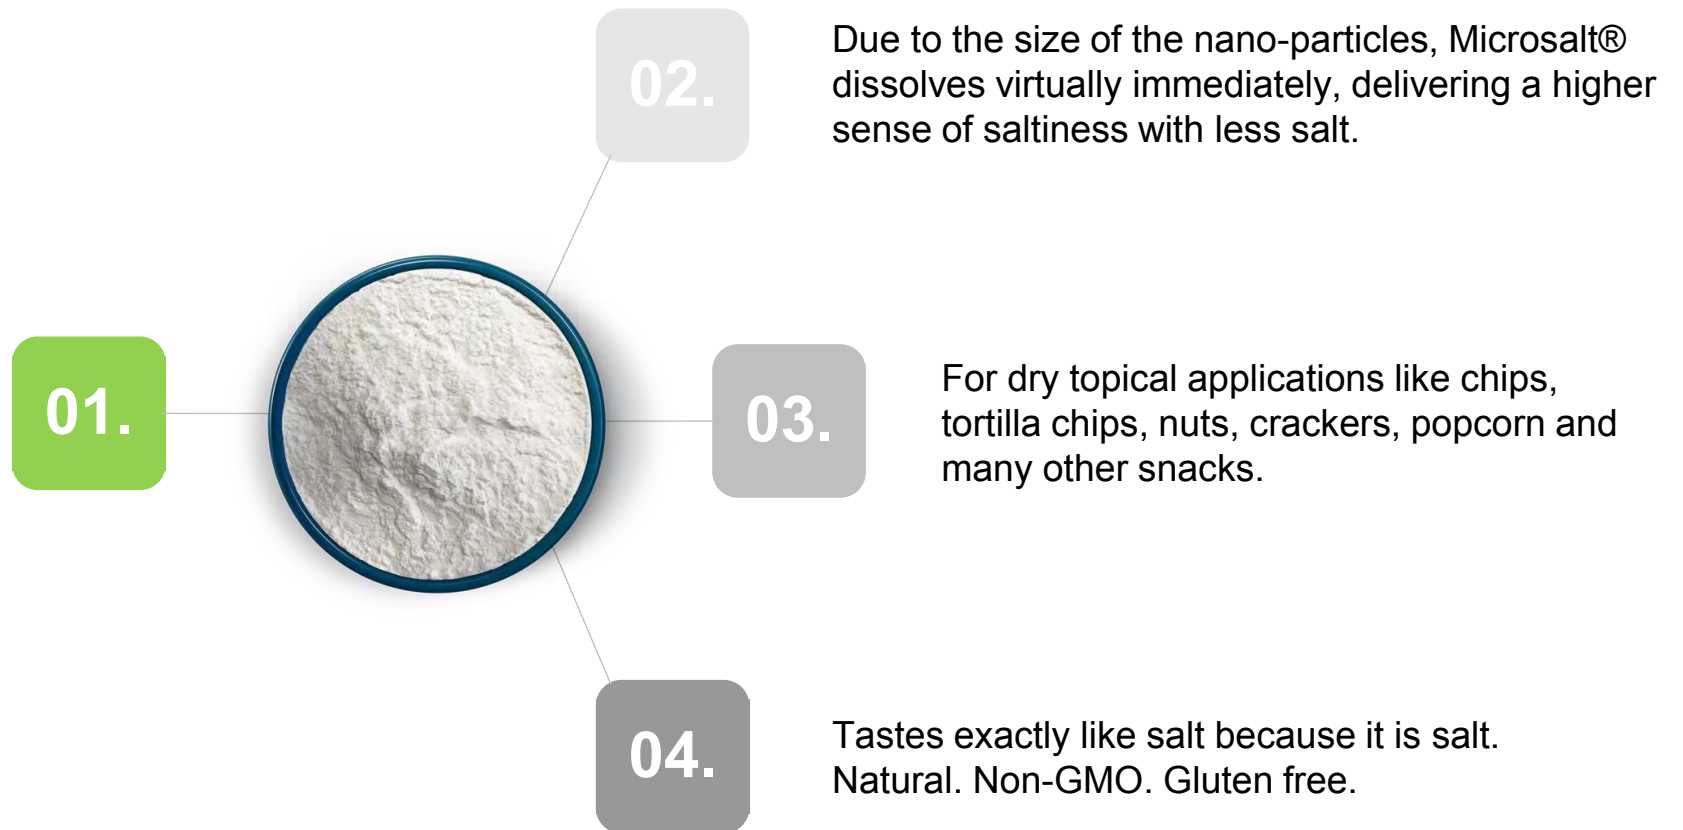 02.
Due to the size of the nano-particles, Microsalt®
dissolves virtually immediately, delivering a higher
sense of saltiness with less salt.
01.
03.
For dry topical applications like chips,
tortilla chips, nuts, crackers, popcorn and
many other snacks.
04.
Tastes exactly like salt because it is salt.
Natural. Non-GMO. Gluten free.